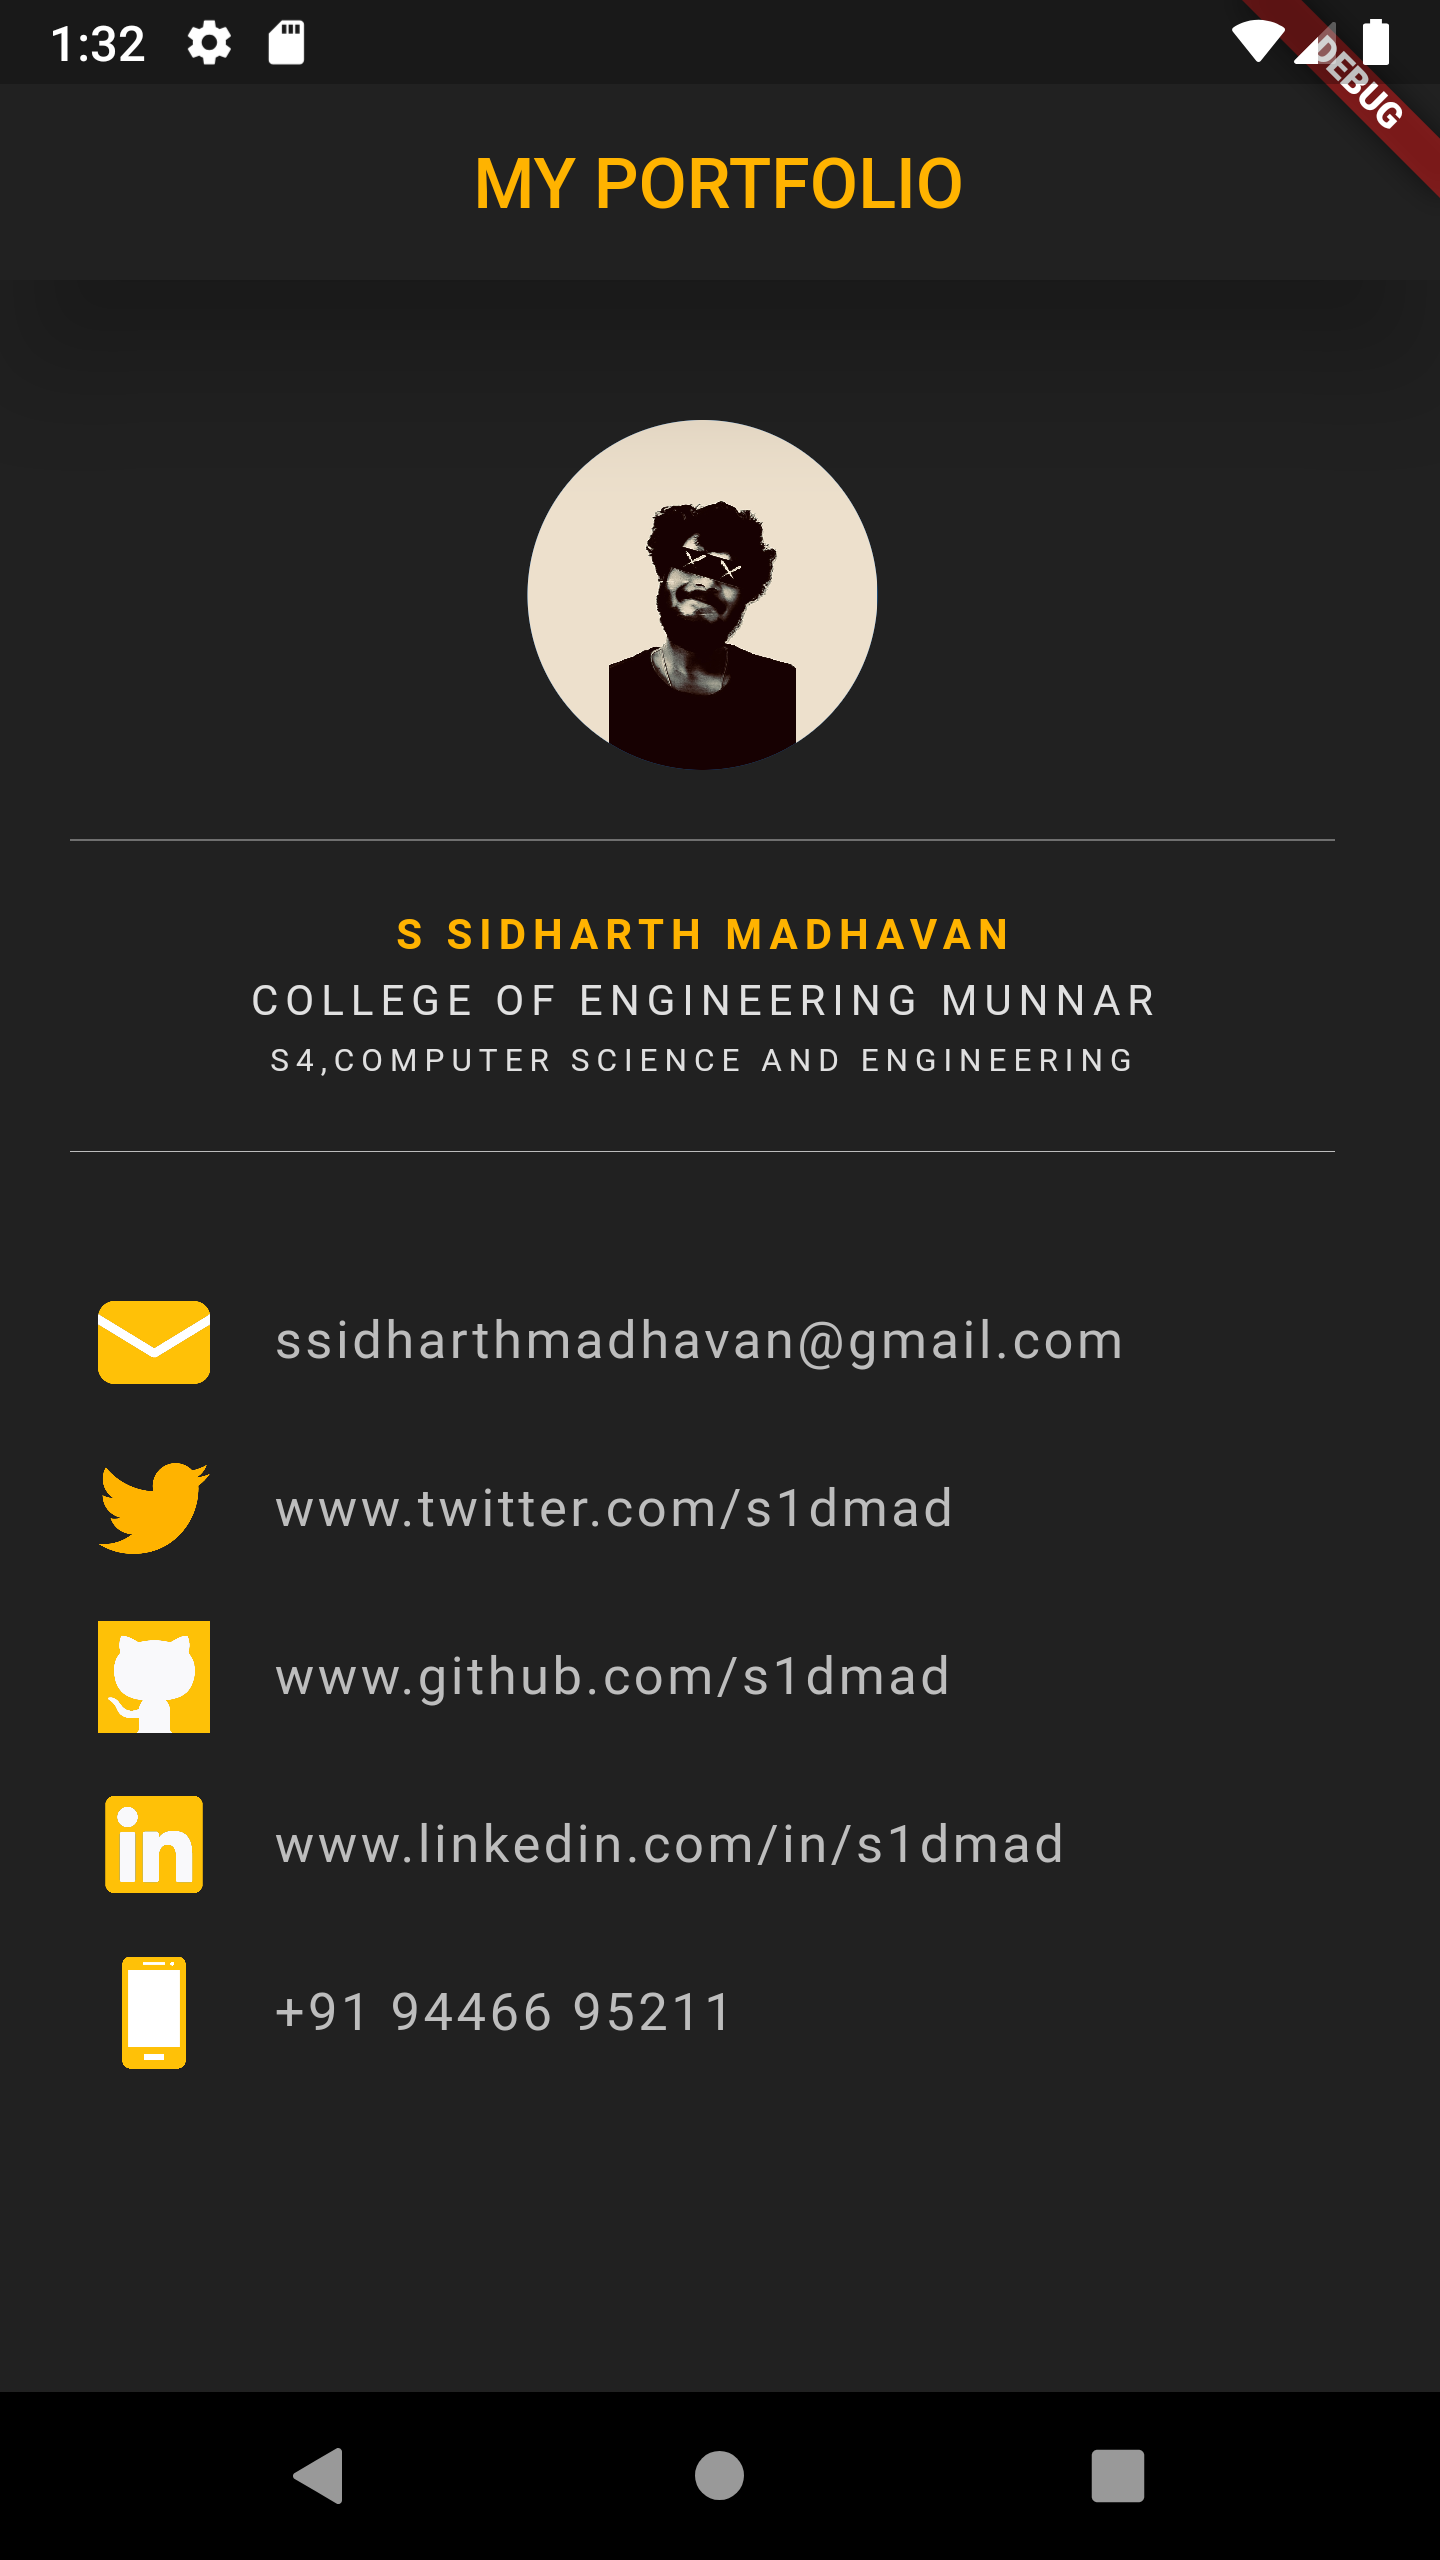 1:32
DEBUG
MY PORTFOLIO
S SIDHARTH MADHAVAN
COLLEGE OF ENGINEERING MUNNAR
S4,COMPUTER SCIENCE AND ENGINEERING
ssidharthmadhavan@gmail.com
www.twitter.com/s1dmad
www.github.com/s1dmad
in www.linkedin.com/in/s1dmad
+91 94466 95211